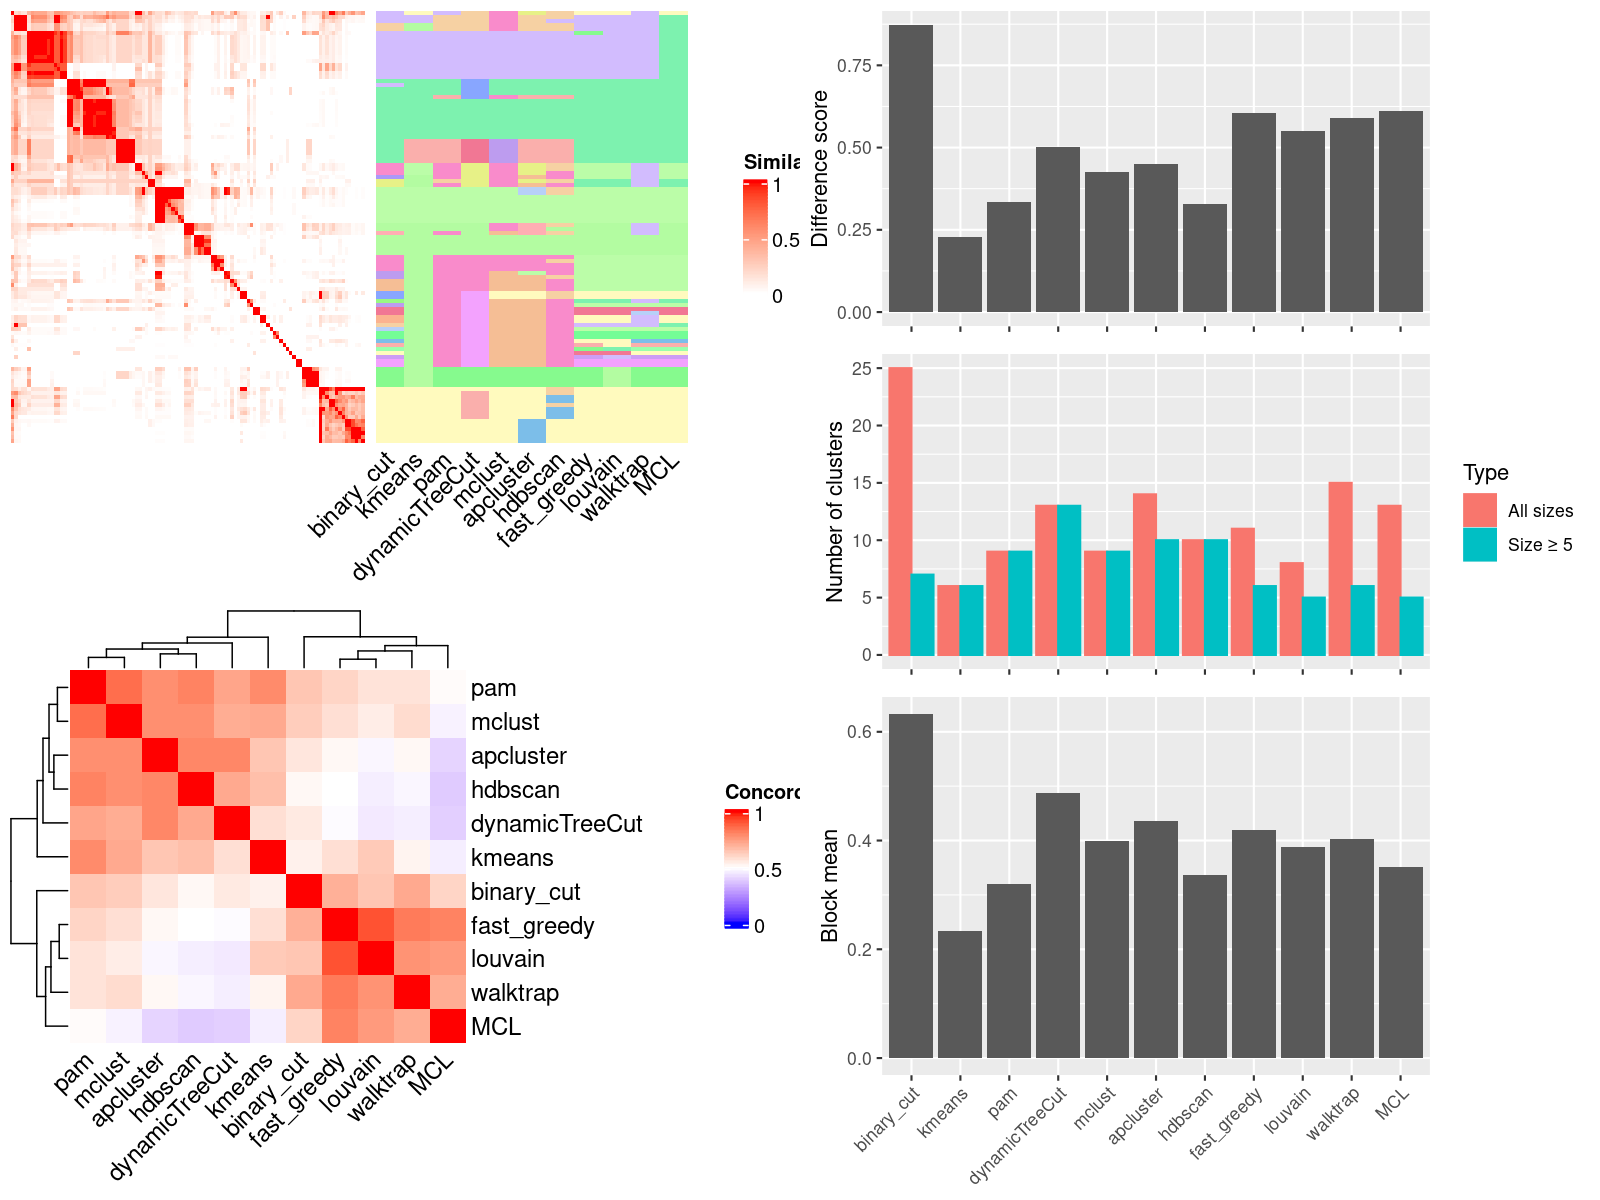 Simila
1
0.5
0
binary_cut
kmeans
pam
dynamicTreeCut
mclust
apcluster
hdbscan
fast_greedy
louvain
walktrap
MCL
Difference score
0.75
0.50
0.25
0.00
Number of clusters
25
20
15
10
5
0
Type
All sizes
Size ≥ 5
pam
mclust
apcluster
hdbscan
dynamicTreeCut
kmeans
binary_cut
fast_greedy
louvain
walktrap
MCL
pam
mclust
apcluster
hdbscan
dynamicTreeCut
kmeans
binary_cut
fast_greedy
louvain
walktrap
MCL
Concord
1
0.5
0
Block mean
0.6
0.4
0.2
0.0
binary_cut
kmeans
pam
dynamicTreeCut
mclust
apcluster
hdbscan
fast_greedy
louvain
walktrap
MCL